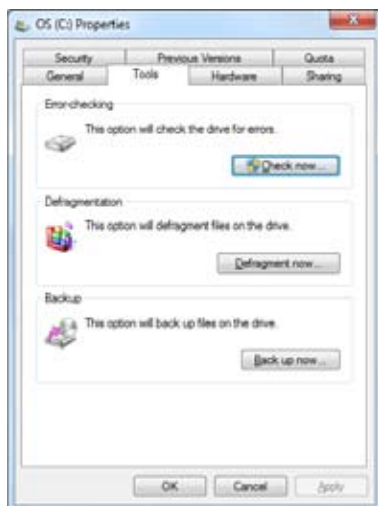 OS (C:) Properties
Security Previous Versions Quota
General Tools Hardware Sharing
Error-checking
This option will check the drive for errors.
Check now...
Defragmentation
This option will defragment files on the drive.
Defragment now...
Backup
This option will back up files on the drive.
Back up now...
OK Cancel Apply